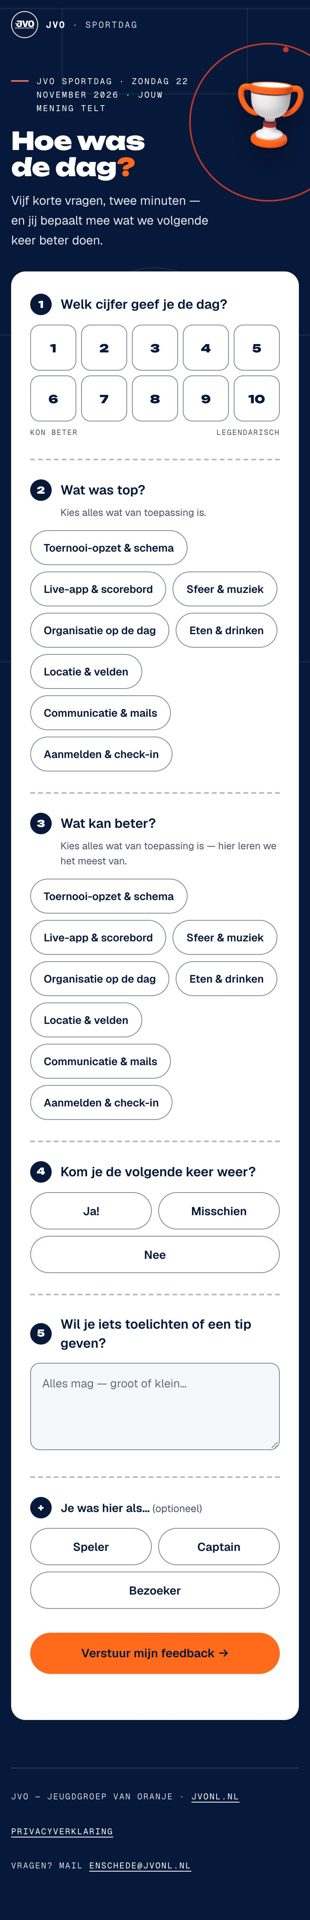 JVO JVO · SPORTDAG
JVO SPORTDAG · ZONDAG 22
NOVEMBER 2026 · JOUW
MENING TELT
Hoe was
de dag?
Vijf korte vragen, twee minuten —
en jij bepaalt mee wat we volgende
keer beter doen.
1 Welk cijfer geef je de dag?
1 2 3 4 5
6 7 8 9 10
KON BETER LEGENDARISCH
2 Wat was top?
Kies alles wat van toepassing is.
Toernooi-opzet & schema
Live-app & scorebord Sfeer & muziek
Organisatie op de dag Eten & drinken
Locatie & velden
Communicatie & mails
Aanmelden & check-in
3 Wat kan beter?
Kies alles wat van toepassing is — hier leren we
het meest van.
Toernooi-opzet & schema
Live-app & scorebord Sfeer & muziek
Organisatie op de dag Eten & drinken
Locatie & velden
Communicatie & mails
Aanmelden & check-in
4 Kom je de volgende keer weer?
Ja! Misschien
Nee
5 Wil je iets toelichten of een tip
geven?
Alles mag — groot of klein...
+ Je was hier als... (optioneel)
Speler Captain
Bezoeker
Verstuur mijn feedback →
JVO — JEUGDGROEP VAN ORANJE · JVONL.NL
PRIVACYVERKLARING
VRAGEN? MAIL ENSCHEDE@JVONL.NL